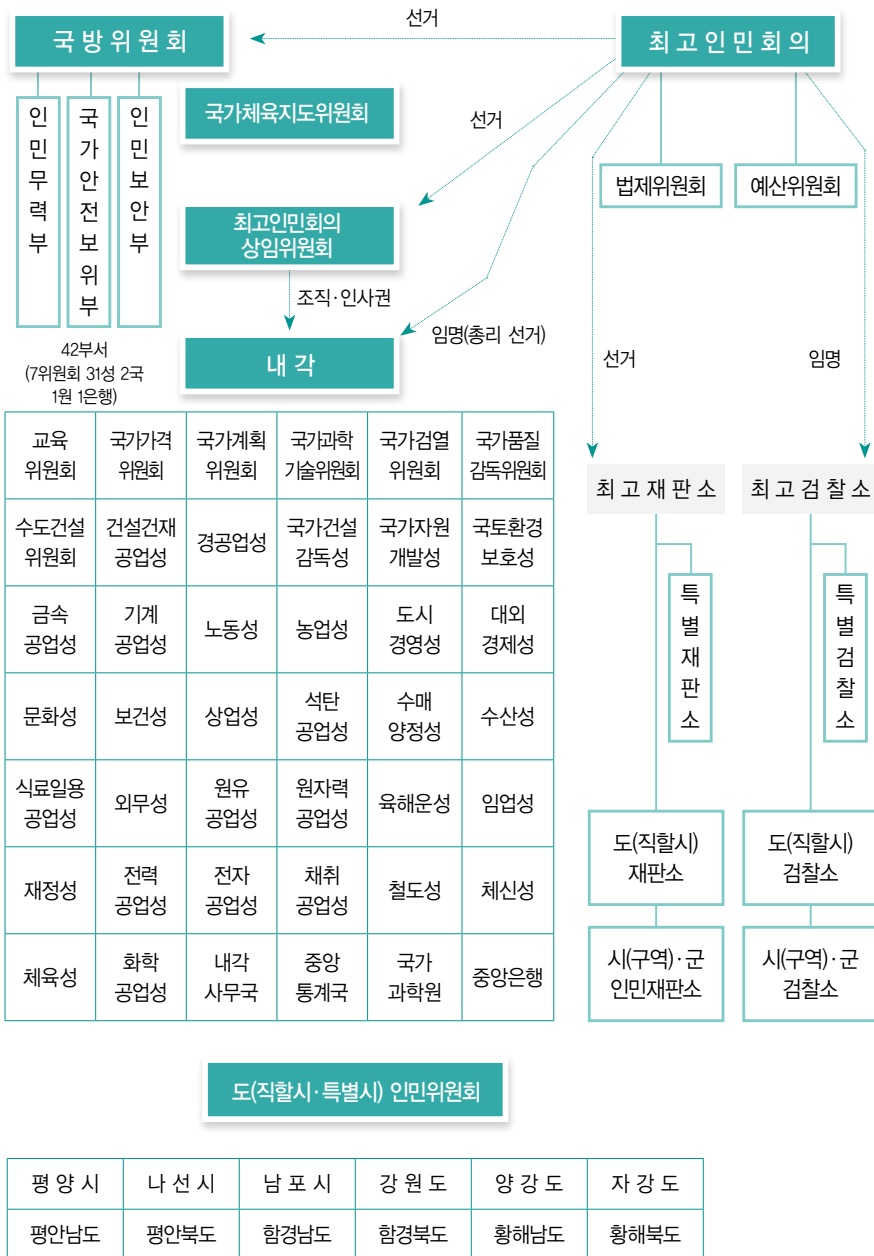 선거
국방위원회
최고인민회의
인민무력부
국가안전보위부
인민보안부
국가체육지도위원회
선거
법제위원회
예산위원회
최고인민회의
상임위원회
조직·인사권
임명(총리 선거)
선거
임명
내각
42부서
(7위원회 31성 2국
1원 1은행)
교육
위원회
국가가격
위원회
국가계획
위원회
국가과학
기술위원회
국가검열
위원회
국가품질
감독위원회
수도건설
위원회
건설건재
공업성
경공업성
국가건설
감독성
국가자원
개발성
국토환경
보호성
금속
공업성
기계
공업성
노동성
농업성
도시
경영성
대외
경제성
문화성
보건성
상업성
석탄
공업성
수매
양정성
수산성
식료일용
공업성
외무성
원유
공업성
원자력
공업성
육해운성
임업성
재정성
전력
공업성
전자
공업성
채취
공업성
철도성
체신성
체육성
화학
공업성
내각
사무국
중앙
통계국
국가
과학원
중앙은행
최고재판소
최고검찰소
특별재판소
특별검찰소
도(직할시)
재판소
도(직할시)
검찰소
시(구역)·군
인민재판소
시(구역)·군
검찰소
도(직할시·특별시) 인민위원회
평양시
나선시
남포시
강원도
양강도
자강도
평안남도
평안북도
함경남도
함경북도
황해남도
황해북도